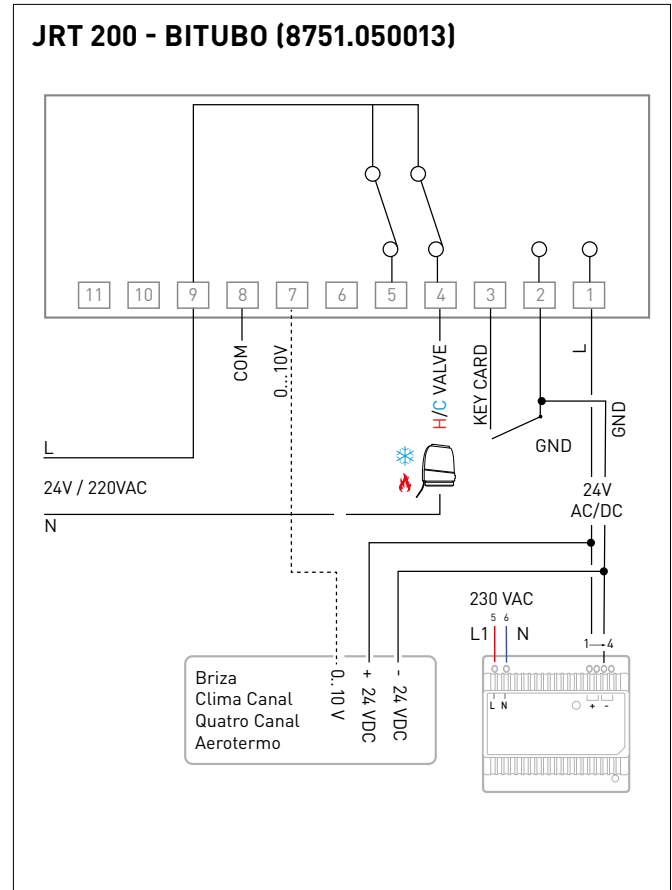 JRT 200 - BITUBO (8751.050013)
11 10 9 8 7 6 5 4 3 2 1
COM
0...10V
H/C VALVE
KEY CARD
L
GND
GND
L
24V / 220VAC
N
24V
AC/DC
230 VAC
5 6
L1 N
1→4
L N
+ -
Briza
Clima Canal
Quatro Canal
Aerotermo
0.. 10 V
+ 24 VDC
- 24 VDC